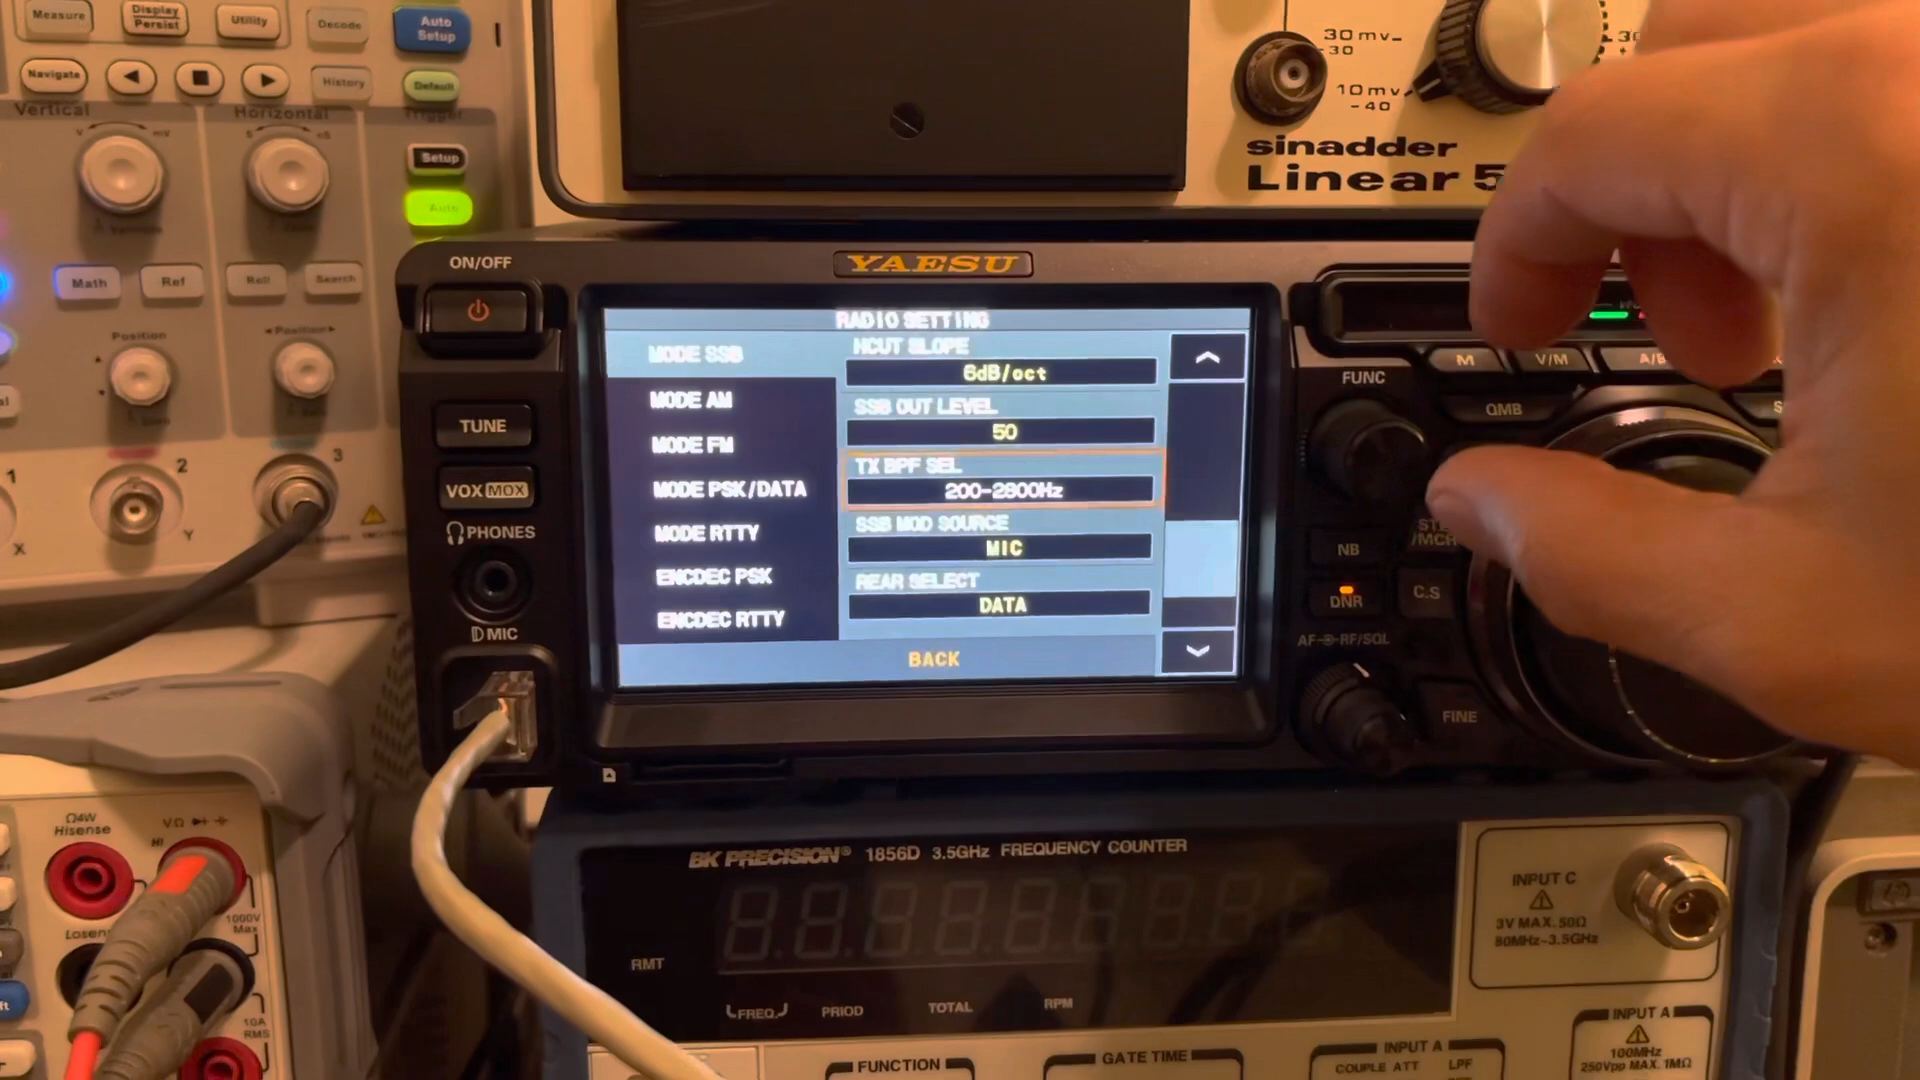 Measure
Display
Persist
Utility
Decode
Auto
Setup
Navigate
History
Default
Vertical
Horizontal
Trigger
V
mV
S
nS
Setup
Auto
Math
Ref
Roll
Search
Position
Position
1
2
3
X
Y
30 mv
-30
10 mv
-40
sinadder
Linear 5
YAESU
ON/OFF
TUNE
VOX MOX
PHONES
MIC
RADIO SETTING
MODE SSB
MODE AM
MODE FM
MODE PSK/DATA
MODE RTTY
ENCDEC PSK
ENCDEC RTTY
HCUT SLOPE
6dB/oct
SSB OUT LEVEL
50
TX BPF SEL
200-2800Hz
SSB MOD SOURCE
MIC
REAR SELECT
DATA
BACK
M
V/M
A/B
FUNC
QMB
NB
DNR
C.S
AF
RF/SQL
FINE
Ω4W
Hisense
VΩ
HI
1000V
Max
10A
RMS
BK PRECISION® 1856D 3.5GHz FREQUENCY COUNTER
RMT
FREQ.
PRIOD
TOTAL
RPM
INPUT C
3V MAX. 50Ω
80MHz-3.5GHz
FUNCTION
GATE TIME
INPUT A
COUPLE ATT LPF
INPUT A
100MHz
250Vpp MAX. 1MΩ